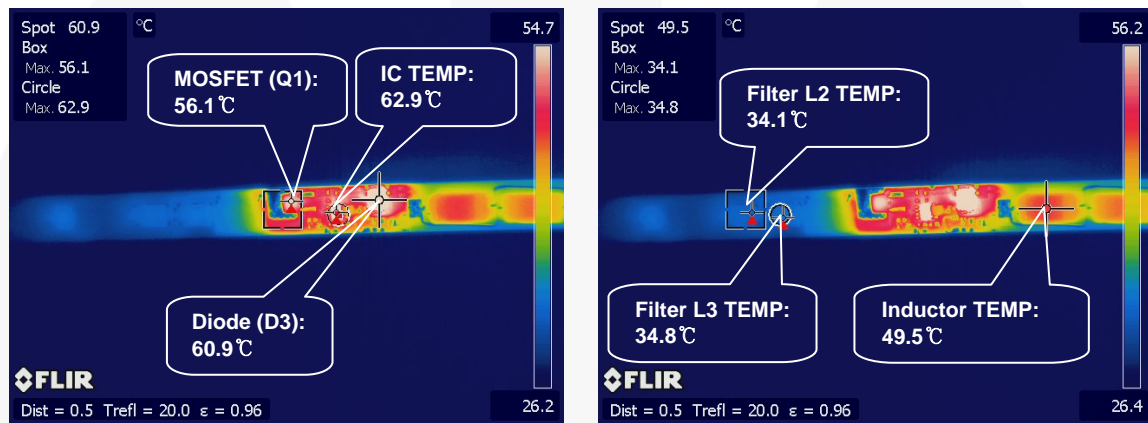 Spot 60.9 °C 54.7
Box
Max. 56.1
Circle
Max. 62.9
MOSFET (Q1):
56.1℃
IC TEMP:
62.9℃
Diode (D3):
60.9℃
FLIR
Dist = 0.5 Trefl = 20.0 ε = 0.96
26.2
Spot 49.5 °C 56.2
Box
Max. 34.1
Circle
Max. 34.8
Filter L2 TEMP:
34.1℃
Filter L3 TEMP:
34.8℃
Inductor TEMP:
49.5℃
FLIR
Dist = 0.5 Trefl = 20.0 ε = 0.96
26.4